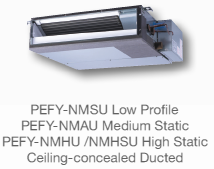 PEFY-NMSU Low Profile
PEFY-NMAU Medium Static
PEFY-NMHU /NMHSU High Static
Ceiling-concealed Ducted